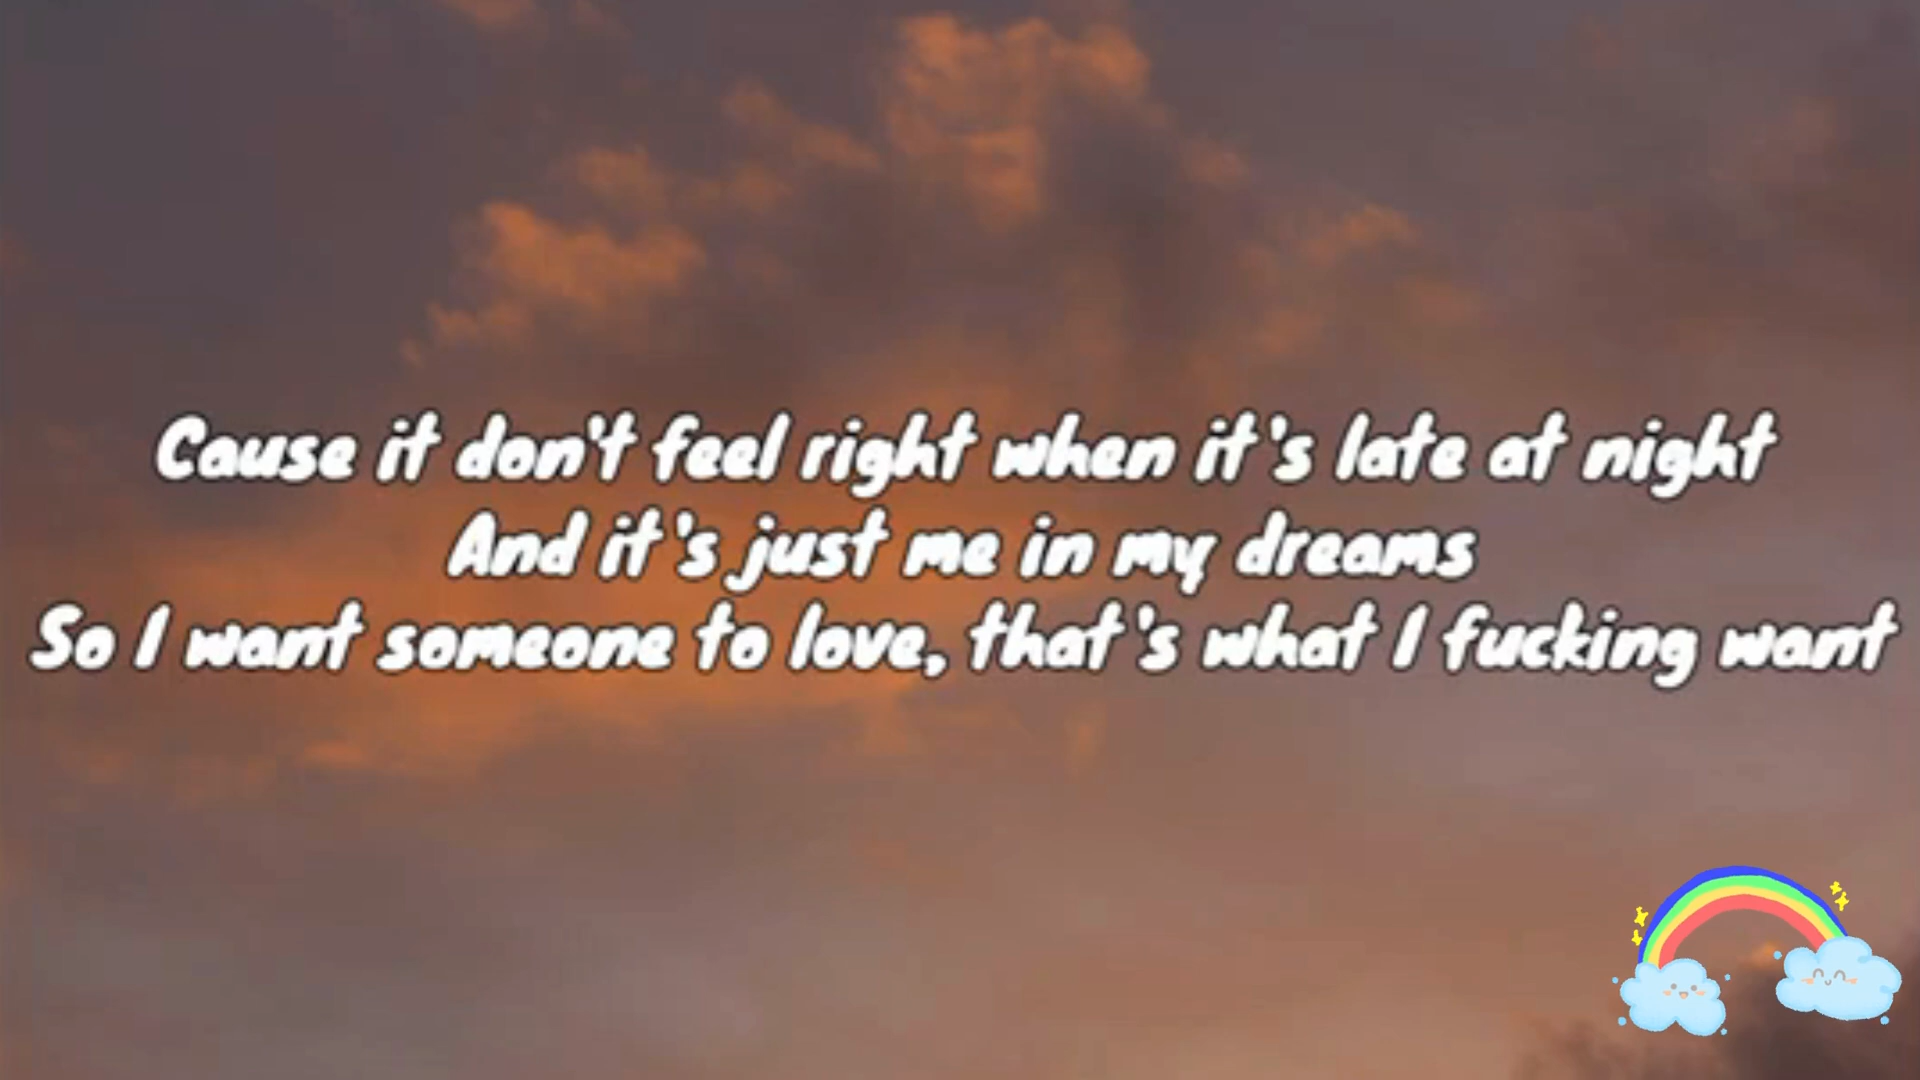 Cause it don't feel right when it's late at night
And it's just me in my dreams
So I want someone to love, that's what I fucking want